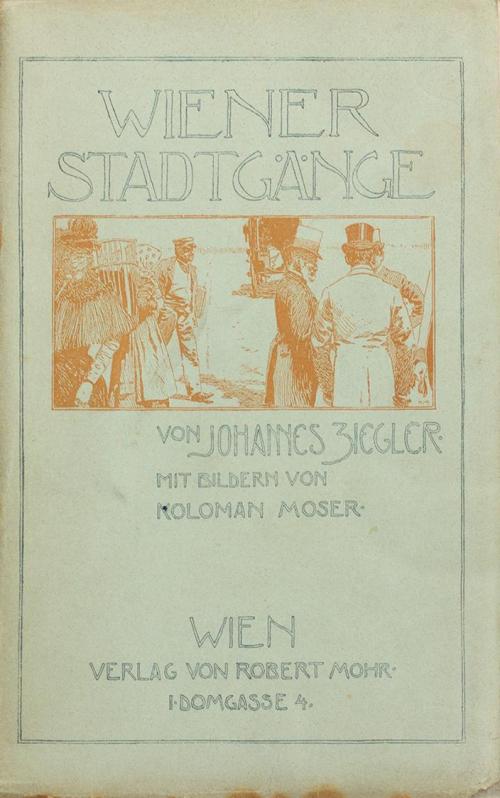 WIENER
STADTGÄNGE
VON JOHANNES ZIEGLER.
MIT BILDERN VON
KOLOMAN MOSER.
WIEN
VERLAG VON ROBERT MOHR.
I. DOMGASSE 4.